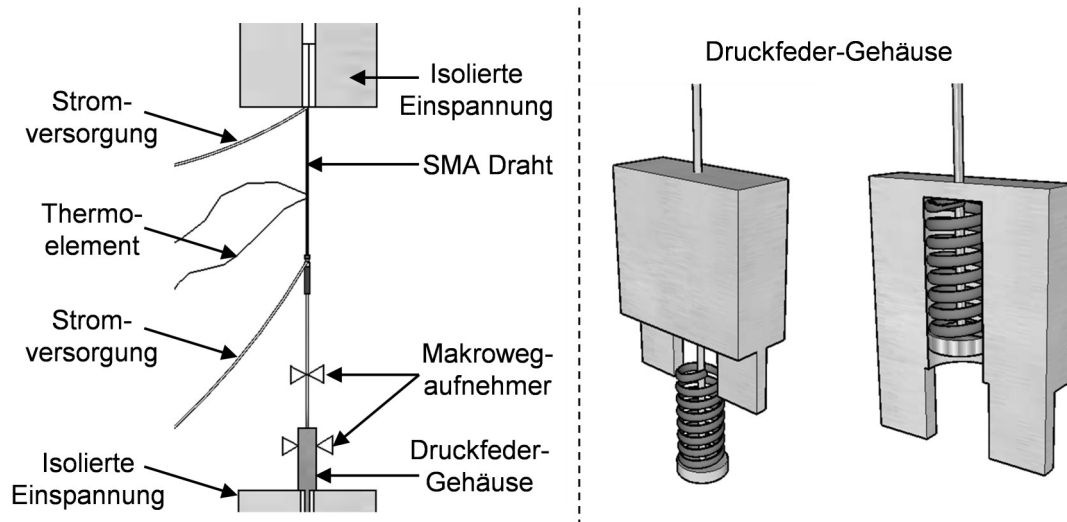 Isolierte
Einspannung
Strom-
versorgung
SMA Draht
Thermo-
element
Strom-
versorgung
Makroweg-
aufnehmer
Isolierte
Einspannung
Druckfeder-
Gehäuse
Druckfeder-Gehäuse